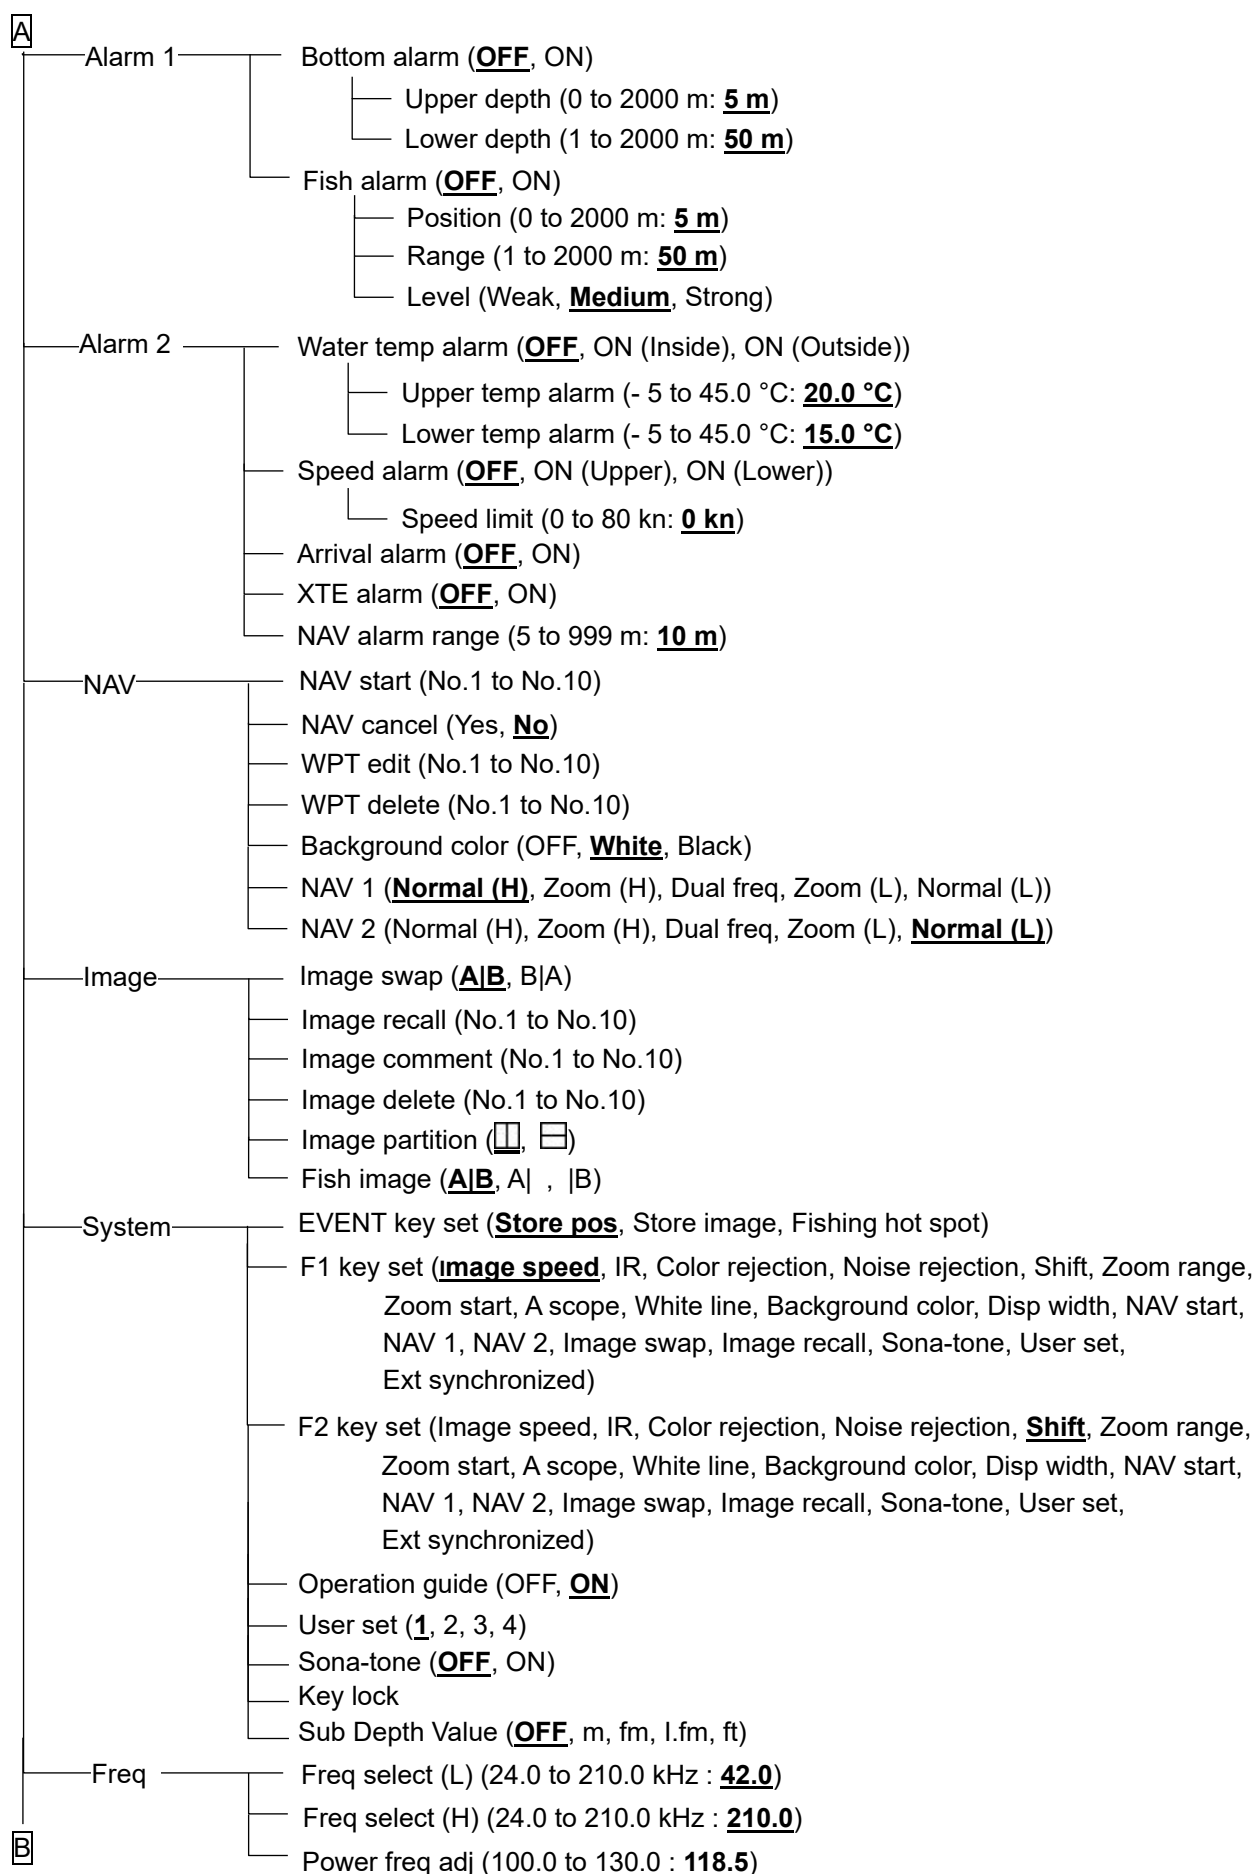 A
Alarm 1
Bottom alarm (OFF, ON)
Upper depth (0 to 2000 m: 5 m)
Lower depth (1 to 2000 m: 50 m)
Fish alarm (OFF, ON)
Position (0 to 2000 m: 5 m)
Range (1 to 2000 m: 50 m)
Level (Weak, Medium, Strong)
Alarm 2
Water temp alarm (OFF, ON (Inside), ON (Outside))
Upper temp alarm (- 5 to 45.0 °C: 20.0 °C)
Lower temp alarm (- 5 to 45.0 °C: 15.0 °C)
Speed alarm (OFF, ON (Upper), ON (Lower))
Speed limit (0 to 80 kn: 0 kn)
Arrival alarm (OFF, ON)
XTE alarm (OFF, ON)
NAV alarm range (5 to 999 m: 10 m)
NAV
NAV start (No.1 to No.10)
NAV cancel (Yes, No)
WPT edit (No.1 to No.10)
WPT delete (No.1 to No.10)
Background color (OFF, White, Black)
NAV 1 (Normal (H), Zoom (H), Dual freq, Zoom (L), Normal (L))
NAV 2 (Normal (H), Zoom (H), Dual freq, Zoom (L), Normal (L))
Image
Image swap (A|B, B|A)
Image recall (No.1 to No.10)
Image comment (No.1 to No.10)
Image delete (No.1 to No.10)
Image partition ( , )
Fish image (A|B, A| , |B)
System
EVENT key set (Store pos, Store image, Fishing hot spot)
F1 key set (Image speed, IR, Color rejection, Noise rejection, Shift, Zoom range,
Zoom start, A scope, White line, Background color, Disp width, NAV start,
NAV 1, NAV 2, Image swap, Image recall, Sona-tone, User set,
Ext synchronized)
F2 key set (Image speed, IR, Color rejection, Noise rejection, Shift, Zoom range,
Zoom start, A scope, White line, Background color, Disp width, NAV start,
NAV 1, NAV 2, Image swap, Image recall, Sona-tone, User set,
Ext synchronized)
Operation guide (OFF, ON)
User set (1, 2, 3, 4)
Sona-tone (OFF, ON)
Key lock
Sub Depth Value (OFF, m, fm, I.fm, ft)
Freq
Freq select (L) (24.0 to 210.0 kHz : 42.0)
Freq select (H) (24.0 to 210.0 kHz : 210.0)
B
Power freq adj (100.0 to 130.0 : 118.5)